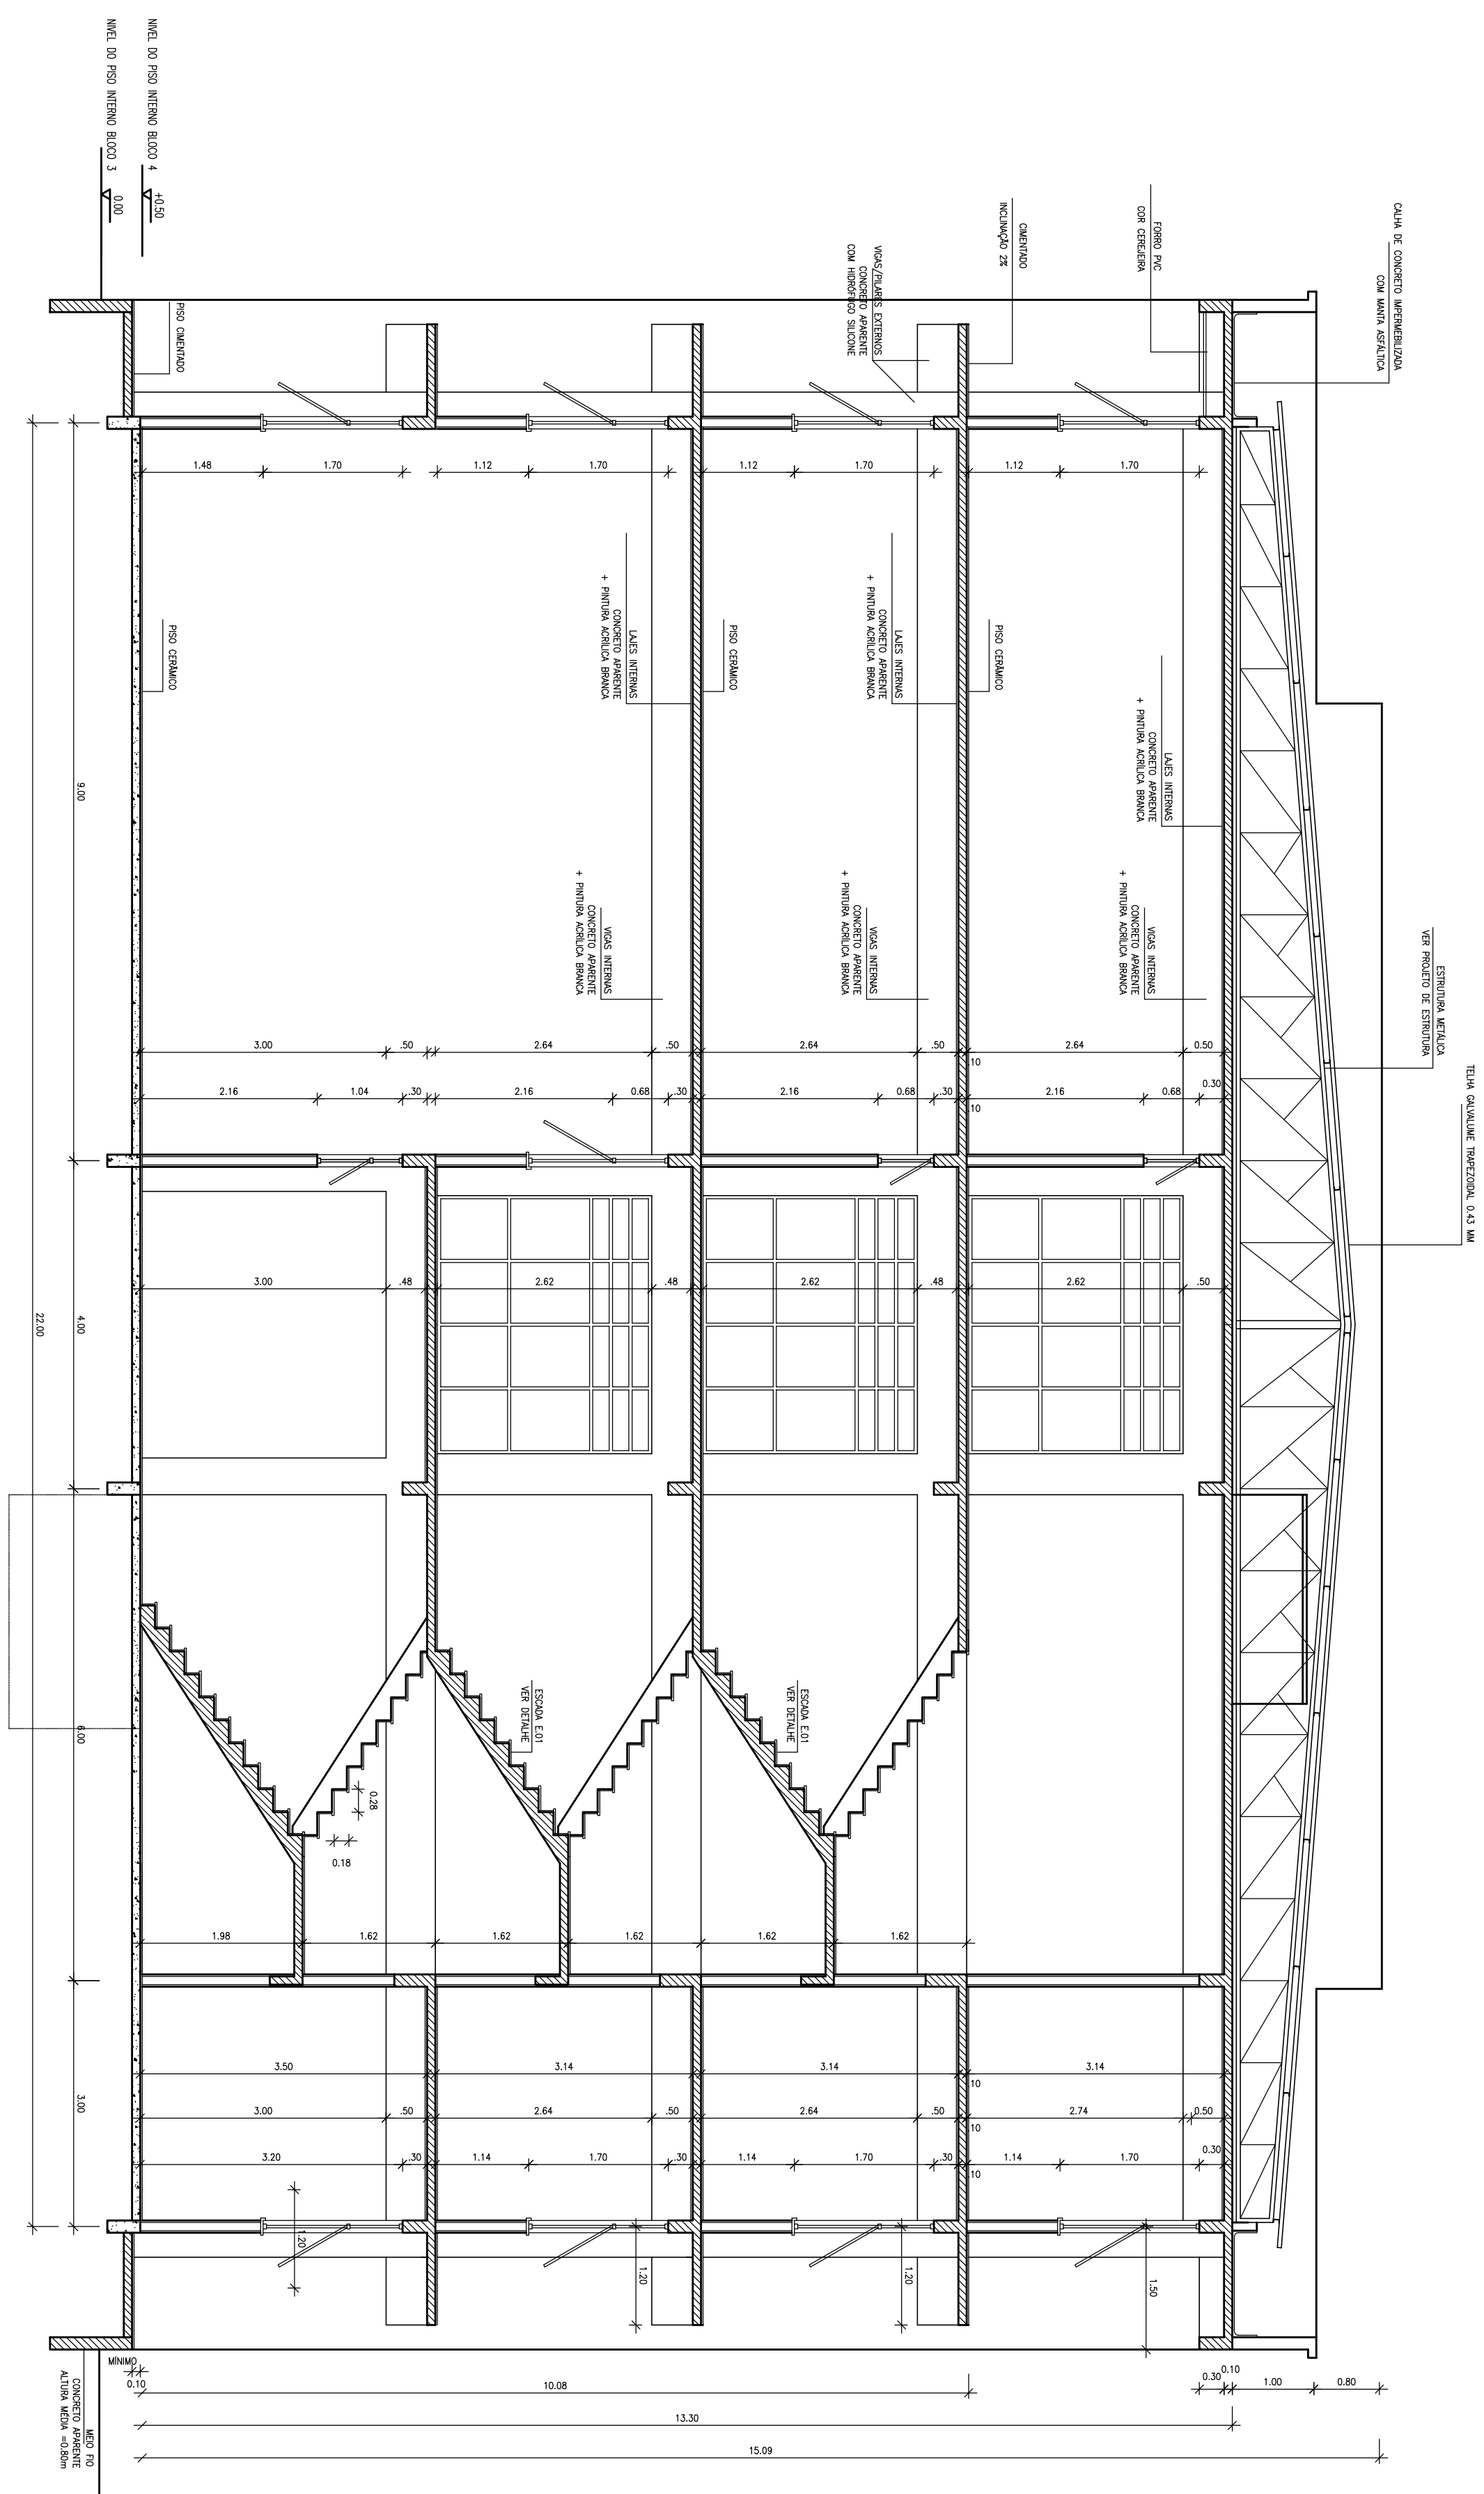 NIVEL DO PISO INTERNO BLOCO 4
+0.50
NIVEL DO PISO INTERNO BLOCO 3
0.00
CALHA DE CONCRETO IMPERMEBILIZADA
COM MANTA ASFÁLTICA
FORRO PVC
COR CEREJEIRA
CIMENTADO
INCLINAÇÃO 2%
VIGAS/PILARES EXTERNOS
CONCRETO APARENTE
COM HIDRÓFUGO SILICONE
PISO CIMENTADO
1.48
1.70
1.12
1.70
1.12
1.70
1.12
1.70
LAJES INTERNAS
CONCRETO APARENTE
+ PINTURA ACRÍLICA BRANCA
LAJES INTERNAS
CONCRETO APARENTE
+ PINTURA ACRÍLICA BRANCA
LAJES INTERNAS
CONCRETO APARENTE
+ PINTURA ACRÍLICA BRANCA
PISO CERÂMICO
PISO CERÂMICO
PISO CERÂMICO
VIGAS INTERNAS
CONCRETO APARENTE
+ PINTURA ACRÍLICA BRANCA
VIGAS INTERNAS
CONCRETO APARENTE
+ PINTURA ACRÍLICA BRANCA
VIGAS INTERNAS
CONCRETO APARENTE
+ PINTURA ACRÍLICA BRANCA
ESTRUTURA METÁLICA
VER PROJETO DE ESTRUTURA
TELHA GALVALUME TRAPEZOIDAL 0.43 MM
3.00
.50
2.64
.50
2.64
.50
.10
2.64
0.50
2.16
1.04
.30
2.16
0.68
.30
2.16
0.68
.30
.10
2.16
0.68
0.30
3.00
.48
2.62
.48
2.62
.48
2.62
.50
9.00
4.00
6.00
3.00
22.00
ESCADA E.01
VER DETALHE
ESCADA E.01
VER DETALHE
0.28
0.18
1.98
1.62
1.62
1.62
1.62
1.62
3.50
3.14
3.14
.10
3.14
3.00
.50
2.64
.50
2.64
.50
.10
2.74
0.50
3.20
.30
1.14
1.70
.30
1.14
1.70
.30
.10
1.14
1.70
0.30
1.20
1.20
1.20
1.50
MÍNIMO
0.10
10.08
0.30
0.10
1.00
0.80
13.30
15.09
MEIO FIO
CONCRETO APARENTE
ALTURA MÉDIA =0.80m